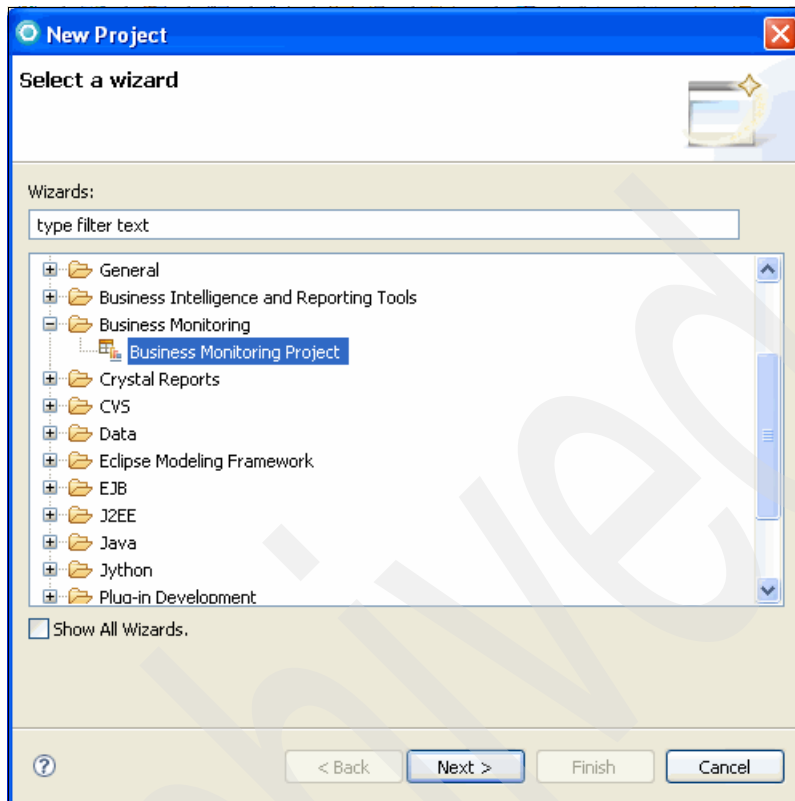 New Project
Select a wizard
Wizards:
type filter text
General
Business Intelligence and Reporting Tools
Business Monitoring
Business Monitoring Project
Crystal Reports
CVS
Data
Eclipse Modeling Framework
EJB
J2EE
Java
Jython
Plug-in Development
Show All Wizards.
? < Back Next > Finish Cancel